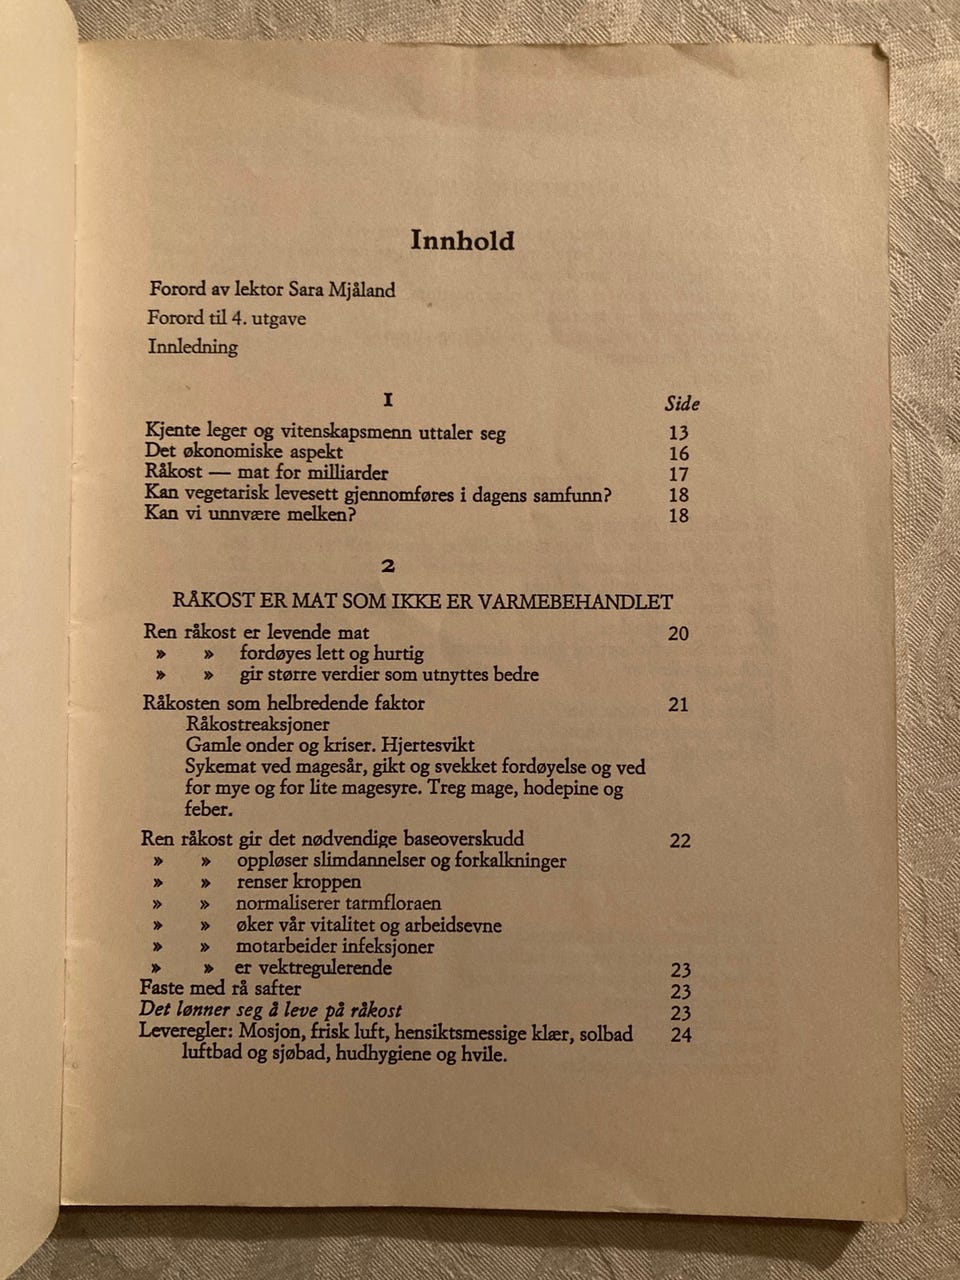 Innhold
Forord av lektor Sara Mjåland
Forord til 4. utgave
Innledning
1
Side
Kjente leger og vitenskapsmenn uttaler seg 13
Det økonomiske aspekt 16
Råkost — mat for milliarder 17
Kan vegetarisk levesett gjennomføres i dagens samfunn? 18
Kan vi unnvære melken? 18
2
RÅKOST ER MAT SOM IKKE ER VARMEBEHANDLET
Ren råkost er levende mat 20
» » fordøyes lett og hurtig
» » gir større verdier som utnyttes bedre
Råkosten som helbredende faktor 21
Råkostreaksjoner
Gamle onder og kriser. Hjertesvikt
Sykemat ved magesår, gikt og svekket fordøyelse og ved
for mye og for lite magesyre. Treg mage, hodepine og
feber.
Ren råkost gir det nødvendige baseoverskudd 22
» » oppløser slimdannelser og forkalkninger
» » renser kroppen
» » normaliserer tarmfloraen
» » øker vår vitalitet og arbeidsevne
» » motarbeider infeksjoner
» » er vektregulerende 23
Faste med rå safter 23
Det lønner seg å leve på råkost 23
Leveregler: Mosjon, frisk luft, hensiktsmessige klær, solbad 24
luftbad og sjøbad, hudhygiene og hvile.